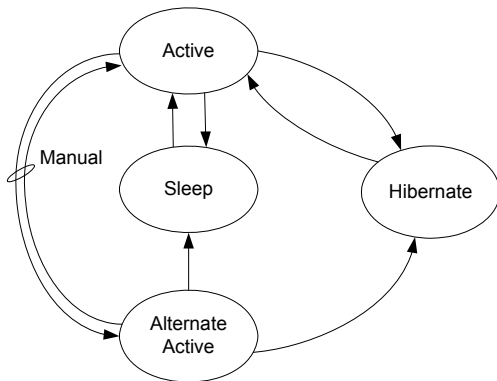 Active
Manual
Sleep
Hibernate
Alternate
Active